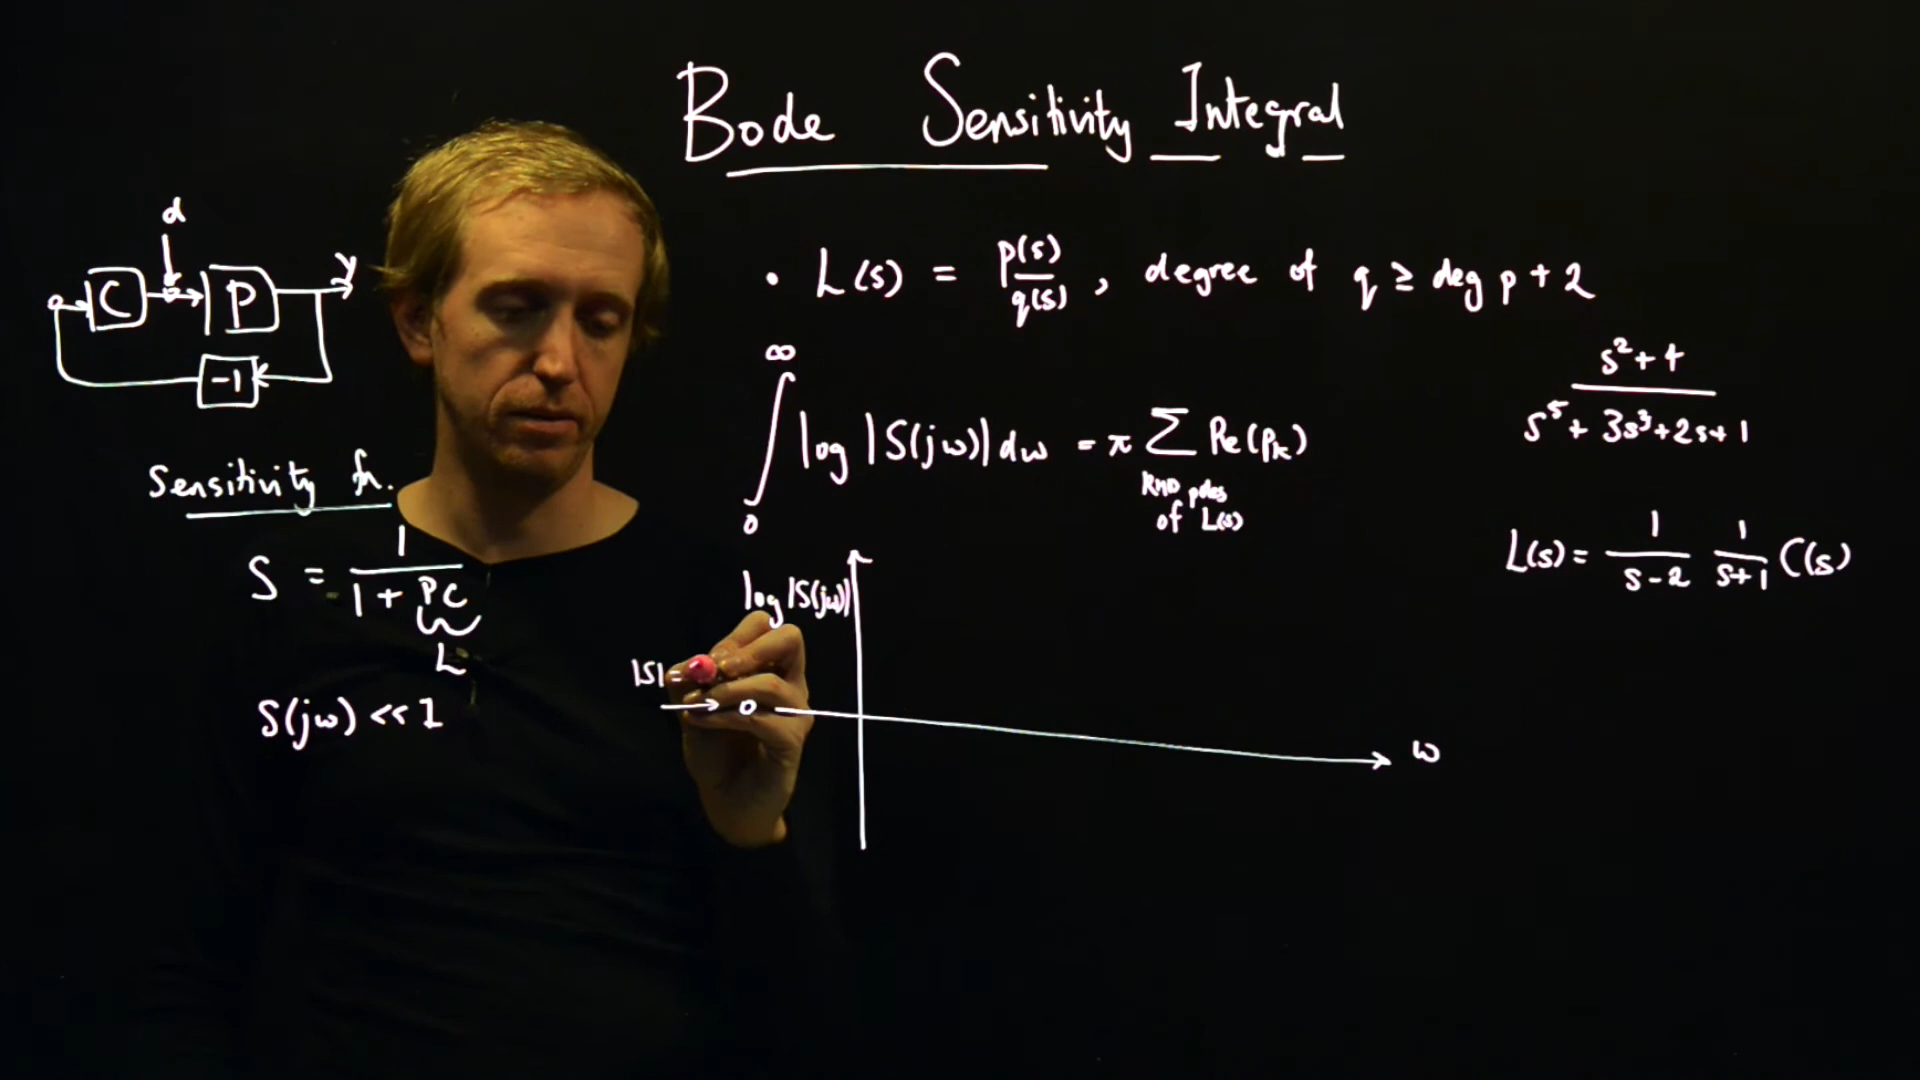 Bode Sensitivity Integral
d
C P y
-1
Sensitivity fn.
S = 1 / (1 + PC)
L
S(jω) << 1
• L(s) = p(s)/q(s), degree of q ≥ deg p + 2
∫₀^∞ log |S(jω)| dω = π Σ Re(pₖ)
RHP poles
of L(s)
s² + 4
s⁵ + 3s³ + 2s + 1
L(s) = 1/(s-2) 1/(s+1) C(s)
log |S(jω)|
|S| =
→ 0
ω